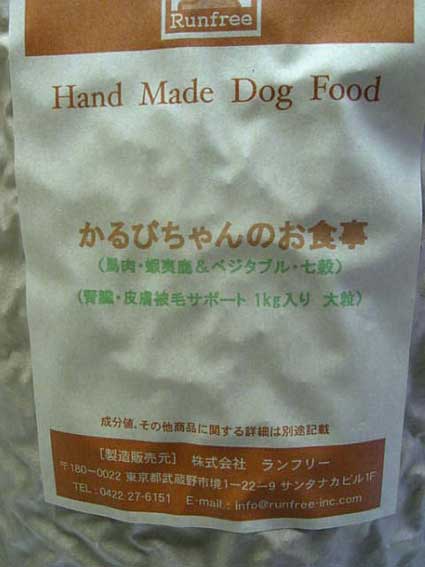 Runfree
Hand Made Dog Food
かるびちゃんのお食事
(鳥肉・蝦夷鹿&ベジタブル・七穀)
(腎臓・皮膚被毛サポート 1kg入り 大粒)
成分値、その他商品に関する詳細は別途記載
[製造販売元] 株式会社 ランフリー
〒180-0022 東京都武蔵野市境1-22-9 サンタナカビル1F
TEL:0422 27-6151 E-mail: info@runfree-inc.com